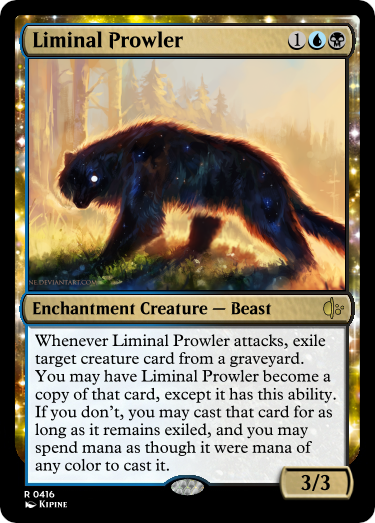 Liminal Prowler
1
NE.DEVIANTART.COM
Enchantment Creature — Beast
Whenever Liminal Prowler attacks, exile
target creature card from a graveyard.
You may have Liminal Prowler become a
copy of that card, except it has this ability.
If you don't, you may cast that card for as
long as it remains exiled, and you may
spend mana as though it were mana of
any color to cast it.
3/3
R 0416
Kipine